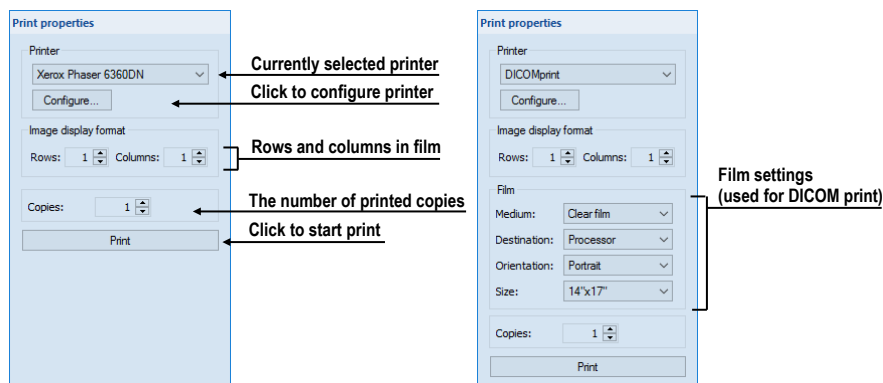 Print properties
Printer
Xerox Phaser 6360DN
Configure...
Image display format
Rows: 1 Columns: 1
Copies: 1
Print
Currently selected printer
Click to configure printer
Rows and columns in film
The number of printed copies
Click to start print
Print properties
Printer
DICOMprint
Configure...
Image display format
Rows: 1 Columns: 1
Film
Medium: Clear film
Destination: Processor
Orientation: Portrait
Size: 14"x17"
Copies: 1
Print
Film settings
(used for DICOM print)